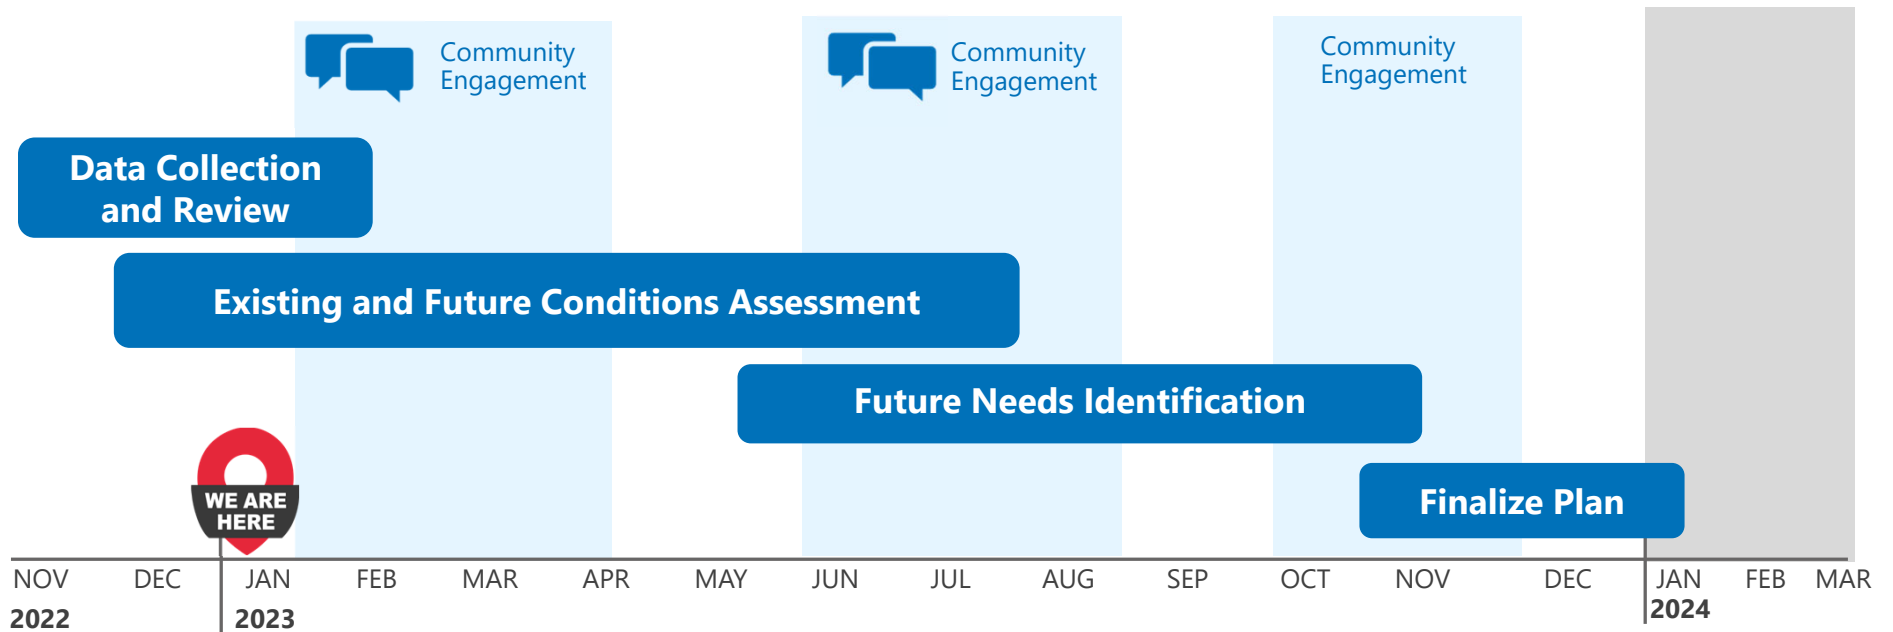 Community
Engagement
Community
Engagement
Community
Engagement
Data Collection
and Review
Existing and Future Conditions Assessment
Future Needs Identification
Finalize Plan
WE ARE
HERE
NOV DEC JAN FEB MAR APR MAY JUN JUL AUG SEP OCT NOV DEC JAN FEB MAR
2022 2023 2024